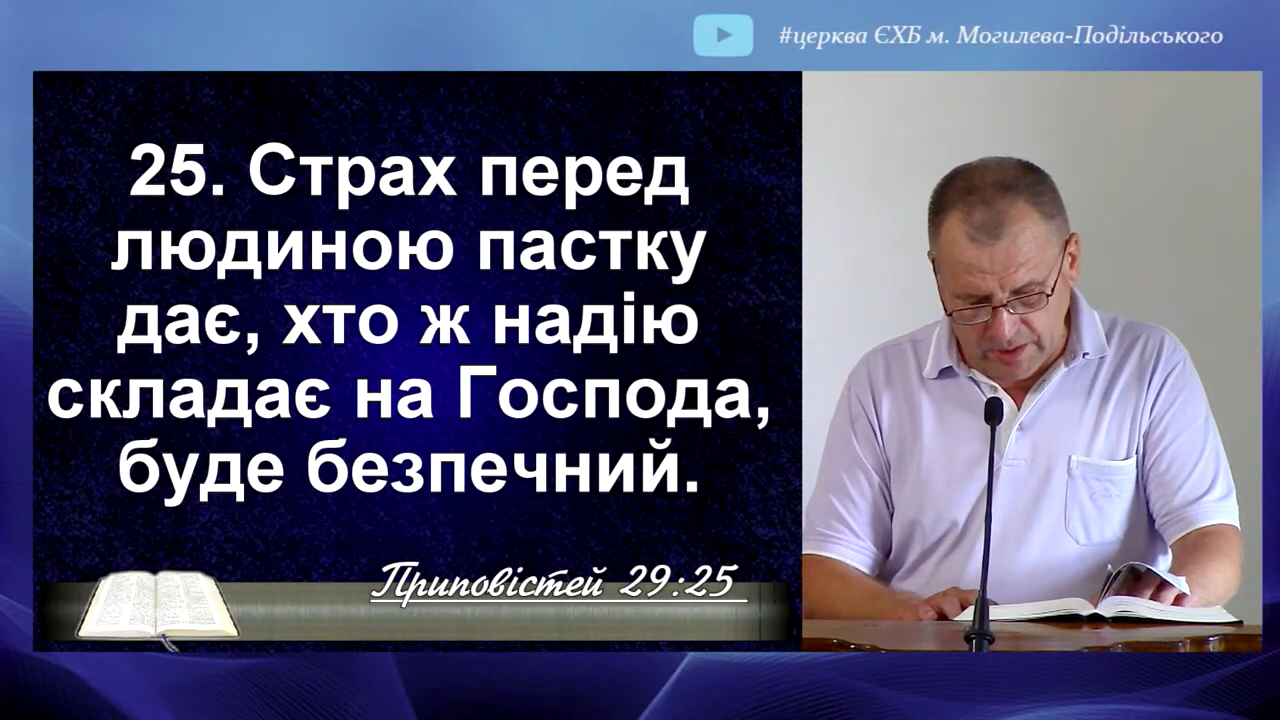 #церква ЄХБ м. Могилева-Подільського
25. Страх перед
людиною пастку
дає, хто ж надію
складає на Господа,
буде безпечний.
Приповістей 29:25